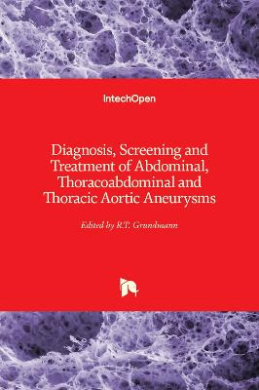 IntechOpen
Diagnosis, Screening and
Treatment of Abdominal,
Thoracoabdominal and
Thoracic Aortic Aneurysms
Edited by R.T. Grundmann